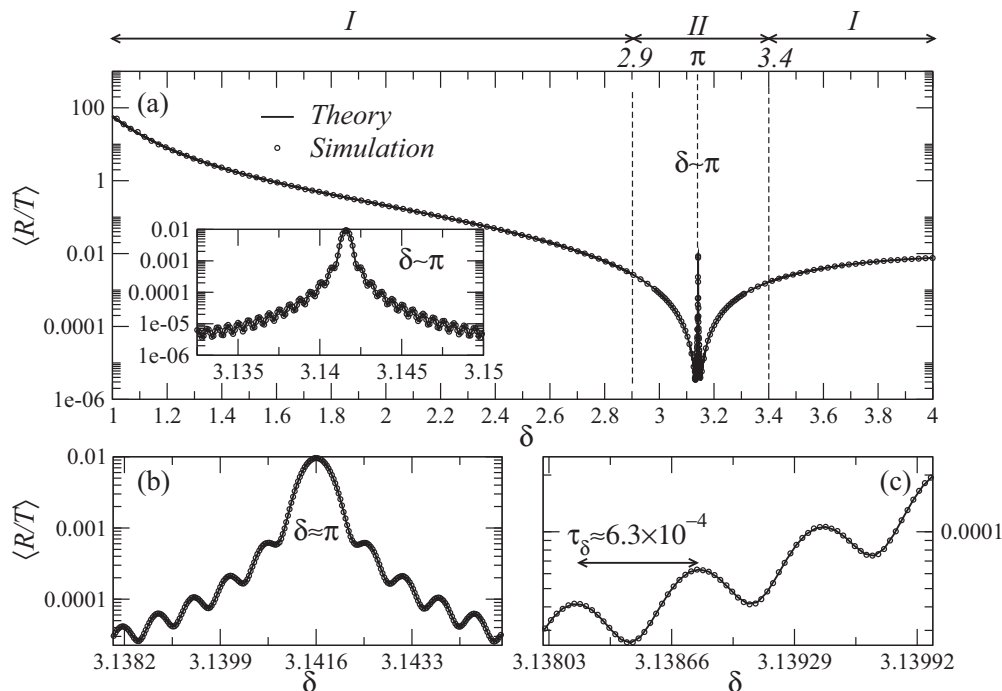 I II I
2.9 π 3.4
(a)
Theory
Simulation
δ~π
⟨R/T⟩
100
1
0.01
0.0001
1e-06
0.01
0.001
0.0001
1e-05
1e-06
δ~π
3.135 3.14 3.145 3.15
1 1.2 1.4 1.6 1.8 2 2.2 2.4 2.6 2.8 3 3.2 3.4 3.6 3.8 4
δ
⟨R/T⟩
0.01
0.001
0.0001
(b)
δ≈π
3.1382 3.1399 3.1416 3.1433
δ
(c)
τδ≈6.3×10⁻⁴
0.0001
3.13803 3.13866 3.13929 3.13992
δ